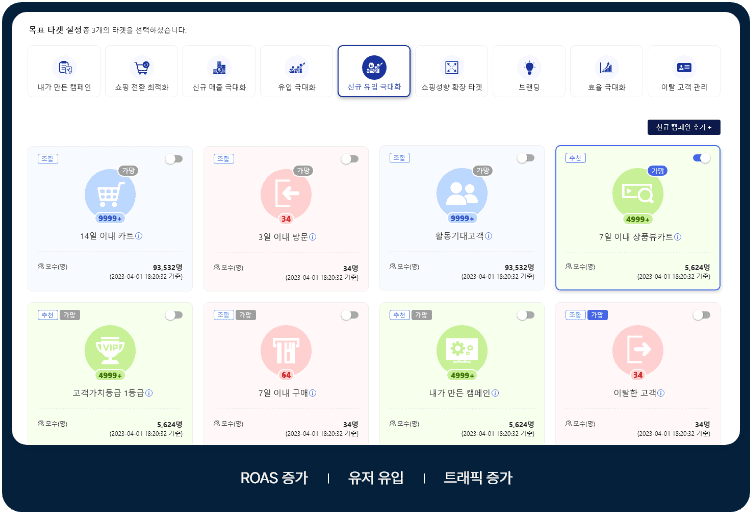 목표 타겟 설정 총 3개의 타겟을 선택하셨습니다.
내가 만든 캠페인
쇼핑 전환 최적화
신규 매출 극대화
유입 극대화
신규 유입 극대화
쇼핑성향 확장 타겟
브랜딩
효율 극대화
이탈 고객 관리
신규 캠페인 추가 +
조합
가망
9999+
14일 이내 카트
모수(명) 93,532명
(2023-04-01 18:20:32 기준)
조합
34
3일 이내 방문
모수(명) 34명
(2023-04-01 18:20:32 기준)
조합
가망
9999+
활동기대고객
모수(명) 93,532명
(2023-04-01 18:20:32 기준)
추천
가망
4999+
7일 이내 상품뷰카트
모수(명) 5,624명
(2023-04-01 18:20:32 기준)
추천 가망
VIP
4999+
고객가치등급 1등급
모수(명) 5,624명
(2023-04-01 18:20:32 기준)
조합 가망
64
7일 이내 구매
모수(명) 34명
(2023-04-01 18:20:32 기준)
추천 가망
4999+
내가 만든 캠페인
모수(명) 5,624명
(2023-04-01 18:20:32 기준)
조합 가망
34
이탈한 고객
모수(명) 34명
(2023-04-01 18:20:32 기준)
ROAS 증가 | 유저 유입 | 트래픽 증가